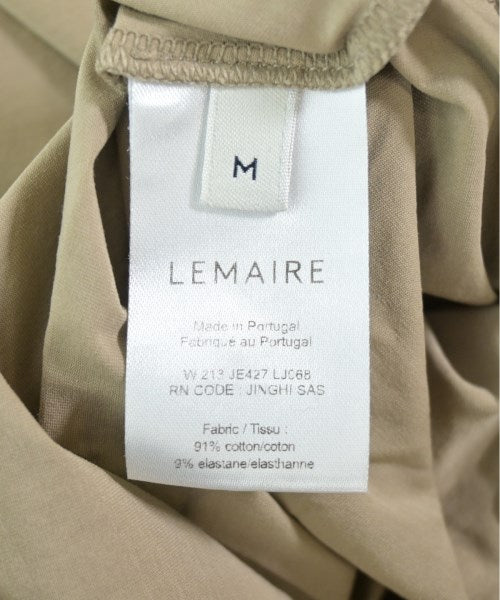 M
LEMAIRE
Made in Portugal
Fabriqué au Portugal
W 213 JE427 LJ068
RN CODE : JINGHI SAS
Fabric / Tissu :
91% cotton/coton
9% elastane/elasthanne